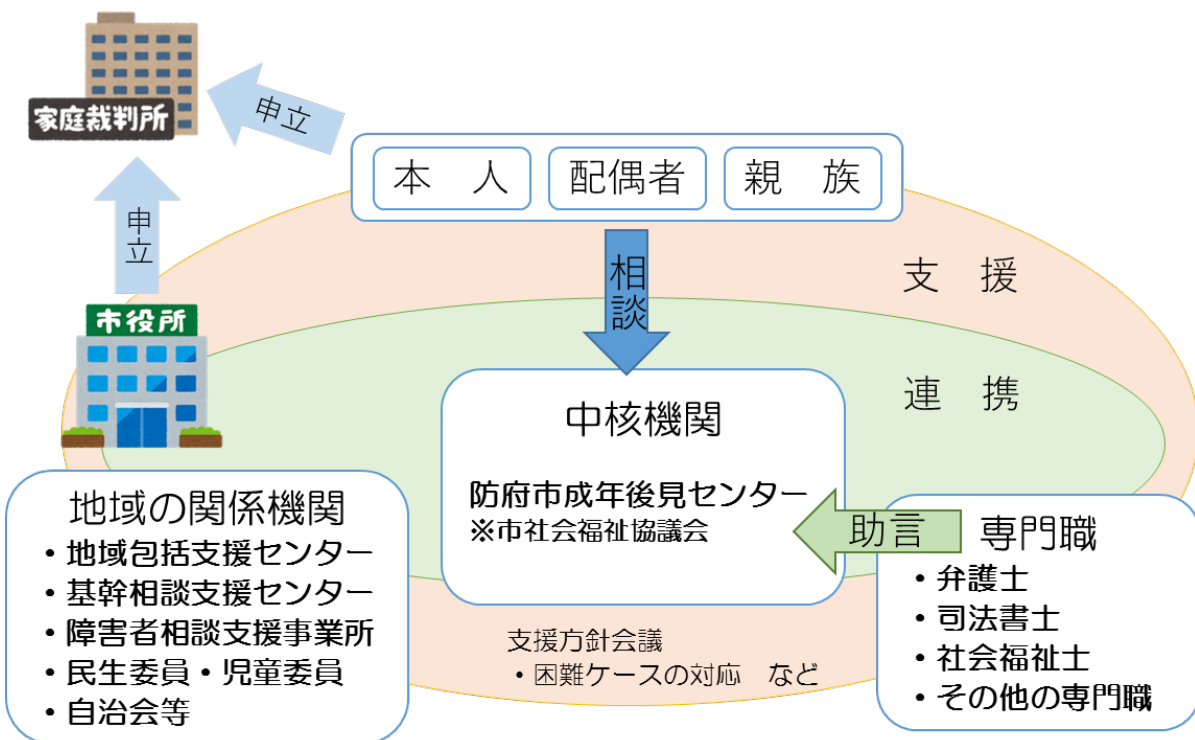 家庭裁判所
申立
本　人
配偶者
親　族
申立
相談
支　援
市役所
連　携
中核機関
防府市成年後見センター
※市社会福祉協議会
助言
地域の関係機関
・地域包括支援センター
・基幹相談支援センター
・障害者相談支援事業所
・民生委員・児童委員
・自治会等
専門職
・弁護士
・司法書士
・社会福祉士
・その他の専門職
支援方針会議
・困難ケースの対応　など